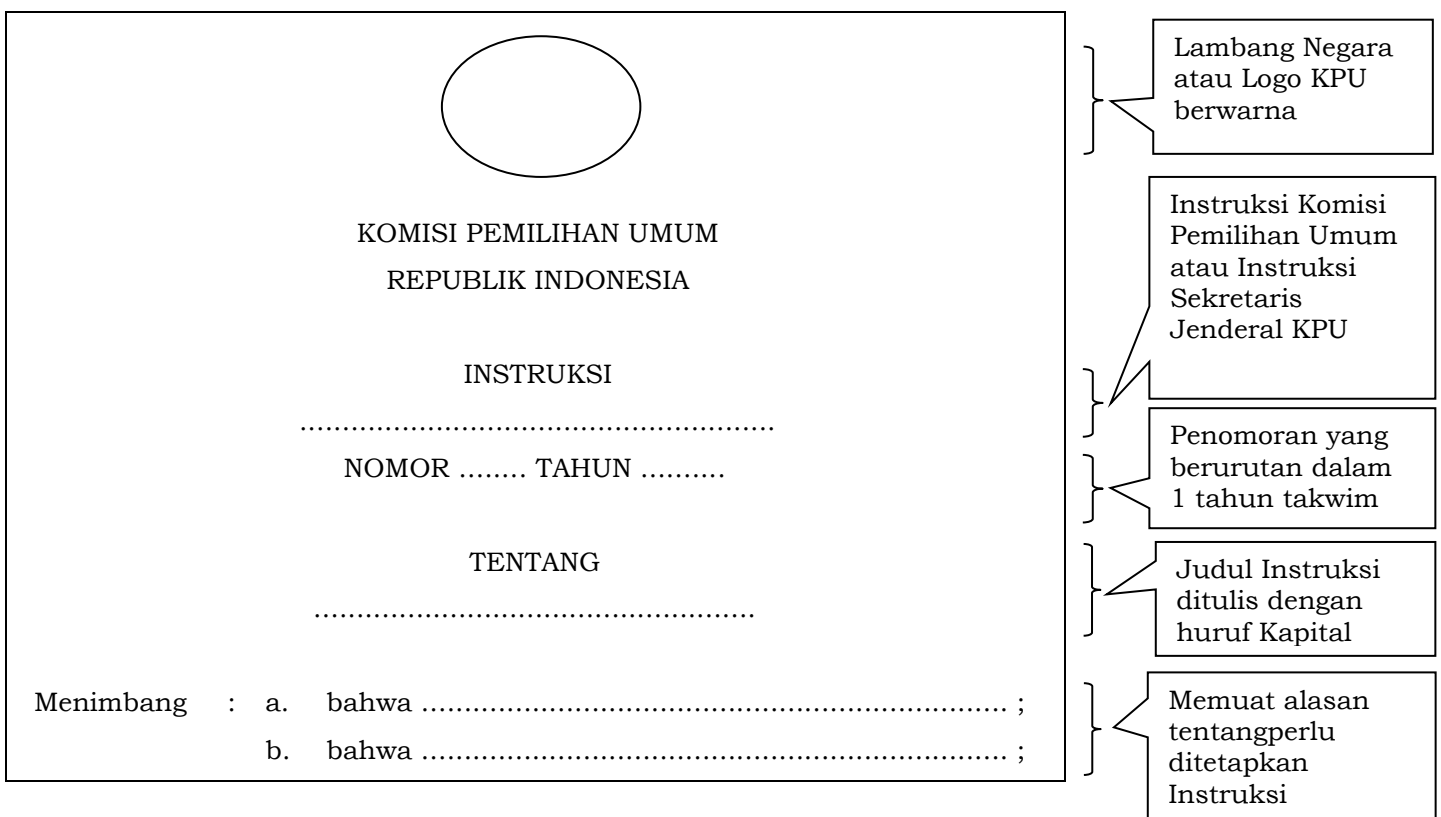 KOMISI PEMILIHAN UMUM
REPUBLIK INDONESIA
INSTRUKSI
........................................................
NOMOR ........ TAHUN ..........
TENTANG
....................................................
Menimbang : a. bahwa ..................................................................... ;
b. bahwa ..................................................................... ;
Lambang Negara
atau Logo KPU
berwarna
Instruksi Komisi
Pemilihan Umum
atau Instruksi
Sekretaris
Jenderal KPU
Penomoran yang
berurutan dalam
1 tahun takwim
Judul Instruksi
ditulis dengan
huruf Kapital
Memuat alasan
tentangperlu
ditetapkan
Instruksi